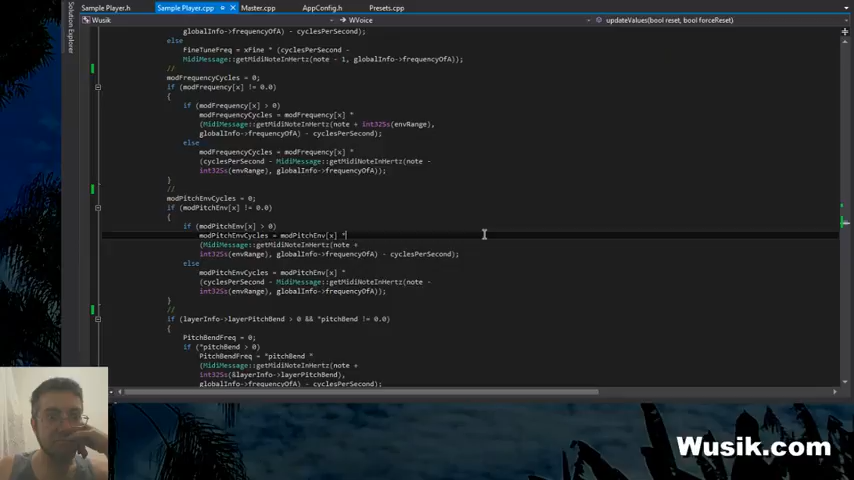 Sample Player.h Sample Player.cpp Master.cpp AppConfig.h Presets.cpp
Solution Explorer
Wusik WVoice updateValues(bool reset, bool forceReset)
globalInfo->frequencyOfA) - cyclesPerSecond);
else
FineTuneFreq = xFine * (cyclesPerSecond -
MidiMessage::getMidiNoteInHertz(note - 1, globalInfo->frequencyOfA));
//
modFrequencyCycles = 0;
if (modFrequency[x] != 0.0)
{
if (modFrequency[x] > 0)
modFrequencyCycles = modFrequency[x] *
(MidiMessage::getMidiNoteInHertz(note + int32Ss(envRange),
globalInfo->frequencyOfA) - cyclesPerSecond);
else
modFrequencyCycles = modFrequency[x] *
(cyclesPerSecond - MidiMessage::getMidiNoteInHertz(note -
int32Ss(envRange), globalInfo->frequencyOfA));
}
//
modPitchEnvCycles = 0;
if (modPitchEnv[x] != 0.0)
{
if (modPitchEnv[x] > 0)
modPitchEnvCycles = modPitchEnv[x] *
(MidiMessage::getMidiNoteInHertz(note +
int32Ss(envRange), globalInfo->frequencyOfA) - cyclesPerSecond);
else
modPitchEnvCycles = modPitchEnv[x] *
(cyclesPerSecond - MidiMessage::getMidiNoteInHertz(note -
int32Ss(envRange), globalInfo->frequencyOfA));
}
//
if (layerInfo->layerPitchBend > 0 && *pitchBend != 0.0)
{
PitchBendFreq = 0;
if (*pitchBend > 0)
PitchBendFreq = *pitchBend *
(MidiMessage::getMidiNoteInHertz(note +
int32Ss(&layerInfo->layerPitchBend),
globalInfo->frequencyOfA) - cyclesPerSecond);
Wusik.com